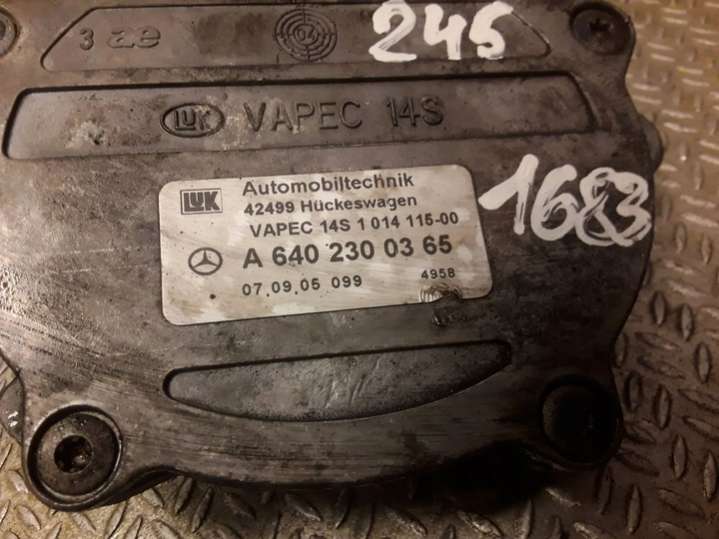 3 ae 04 245
LUK VAPEC 14S
LUK Automobiltechnik
42499 Hückeswagen
VAPEC 14S 1 014 115-00
A 640 230 03 65
07.09.05 099 4958
1683